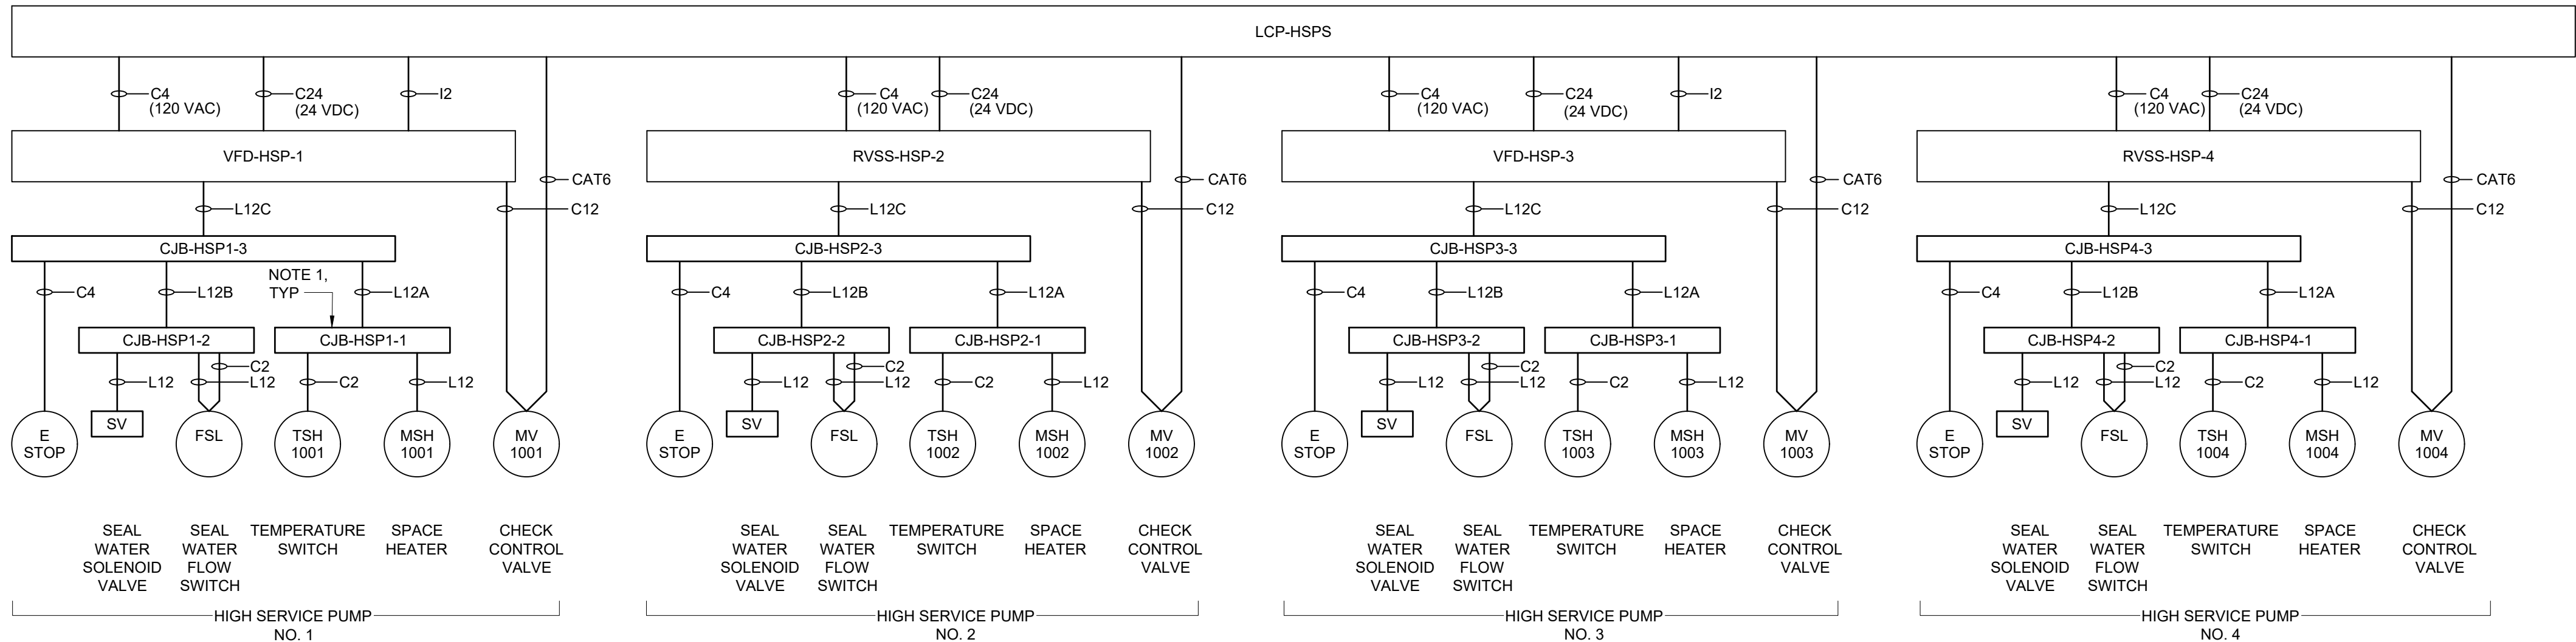 LCP-HSPS
C4
(120 VAC)
C24
(24 VDC)
I2
C4
(120 VAC)
C24
(24 VDC)
C4
(120 VAC)
C24
(24 VDC)
I2
C4
(120 VAC)
C24
(24 VDC)
VFD-HSP-1
RVSS-HSP-2
VFD-HSP-3
RVSS-HSP-4
CAT6
CAT6
CAT6
CAT6
L12C
C12
L12C
C12
L12C
C12
L12C
C12
CJB-HSP1-3
CJB-HSP2-3
CJB-HSP3-3
CJB-HSP4-3
NOTE 1,
TYP
C4
L12B
L12A
C4
L12B
L12A
C4
L12B
L12A
C4
L12B
L12A
CJB-HSP1-2
CJB-HSP1-1
CJB-HSP2-2
CJB-HSP2-1
CJB-HSP3-2
CJB-HSP3-1
CJB-HSP4-2
CJB-HSP4-1
C2
C2
C2
C2
L12
L12
C2
L12
L12
L12
C2
L12
L12
L12
C2
L12
L12
L12
C2
L12
E
STOP
SV
FSL
TSH
1001
MSH
1001
MV
1001
E
STOP
SV
FSL
TSH
1002
MSH
1002
MV
1002
E
STOP
SV
FSL
TSH
1003
MSH
1003
MV
1003
E
STOP
SV
FSL
TSH
1004
MSH
1004
MV
1004
SEAL
WATER
SOLENOID
VALVE
SEAL
WATER
FLOW
SWITCH
TEMPERATURE
SWITCH
SPACE
HEATER
CHECK
CONTROL
VALVE
SEAL
WATER
SOLENOID
VALVE
SEAL
WATER
FLOW
SWITCH
TEMPERATURE
SWITCH
SPACE
HEATER
CHECK
CONTROL
VALVE
SEAL
WATER
SOLENOID
VALVE
SEAL
WATER
FLOW
SWITCH
TEMPERATURE
SWITCH
SPACE
HEATER
CHECK
CONTROL
VALVE
SEAL
WATER
SOLENOID
VALVE
SEAL
WATER
FLOW
SWITCH
TEMPERATURE
SWITCH
SPACE
HEATER
CHECK
CONTROL
VALVE
HIGH SERVICE PUMP
NO. 1
HIGH SERVICE PUMP
NO. 2
HIGH SERVICE PUMP
NO. 3
HIGH SERVICE PUMP
NO. 4